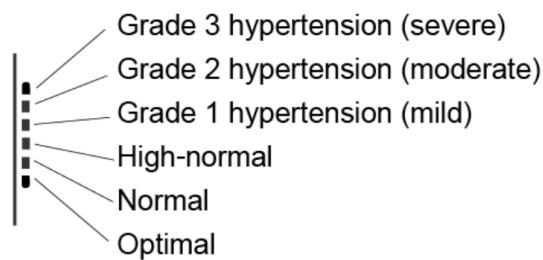 Grade 3 hypertension (severe)
Grade 2 hypertension (moderate)
Grade 1 hypertension (mild)
High-normal
Normal
Optimal